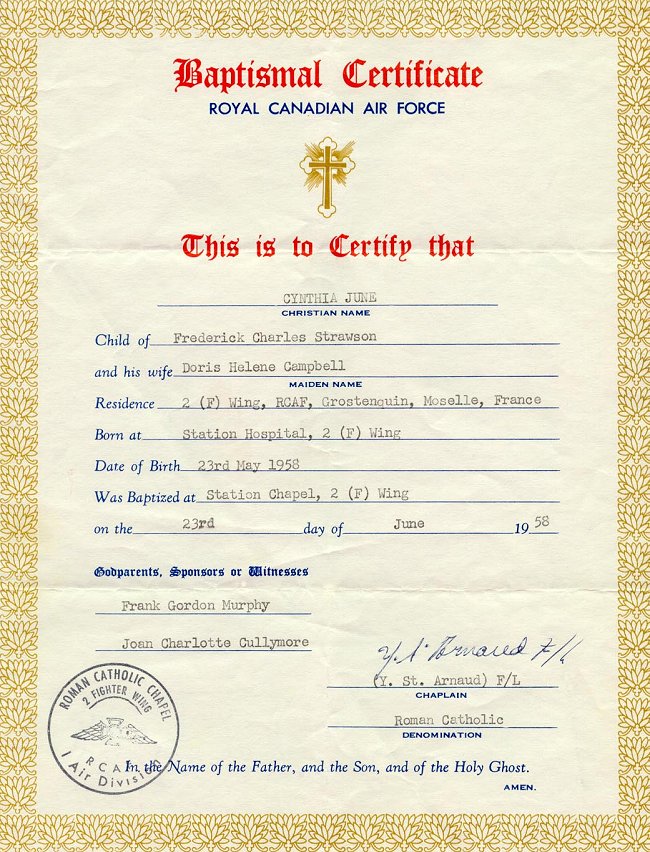 Baptismal Certificate
ROYAL CANADIAN AIR FORCE
This is to Certify that
CYNTHIA JUNE
CHRISTIAN NAME
Child of Frederick Charles Strawson
and his wife Doris Helene Campbell
MAIDEN NAME
Residence 2 (F) Wing, RCAF, Grostenquin, Moselle, France
Born at Station Hospital, 2 (F) Wing
Date of Birth 23rd May 1958
Was Baptized at Station Chapel, 2 (F) Wing
on the 23rd day of June 19 58
Godparents, Sponsors or Witnesses
Frank Gordon Murphy
Joan Charlotte Cullymore
Y. St Arnaud F/L
(Y. St. Arnaud) F/L
CHAPLAIN
Roman Catholic
DENOMINATION
ROMAN CATHOLIC CHAPEL
2 FIGHTER WING
RCAF
1 Air Division
In the Name of the Father, and the Son, and of the Holy Ghost.
AMEN.